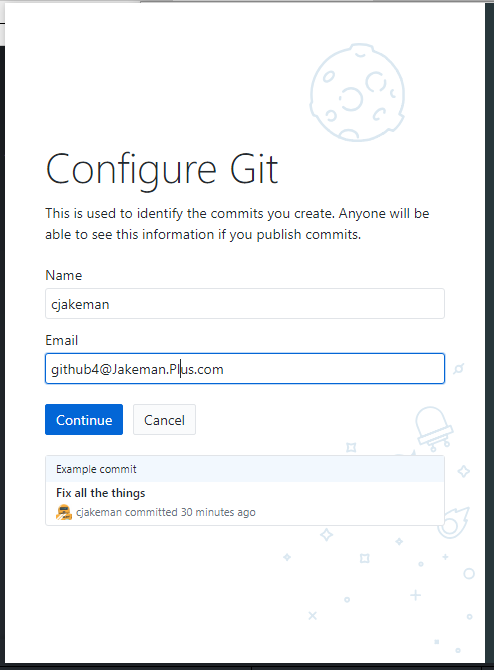 Configure Git
This is used to identify the commits you create. Anyone will be
able to see this information if you publish commits.
Name
cjakeman
Email
github4@Jakeman.Plus.com
Continue
Cancel
Example commit
Fix all the things
cjakeman committed 30 minutes ago